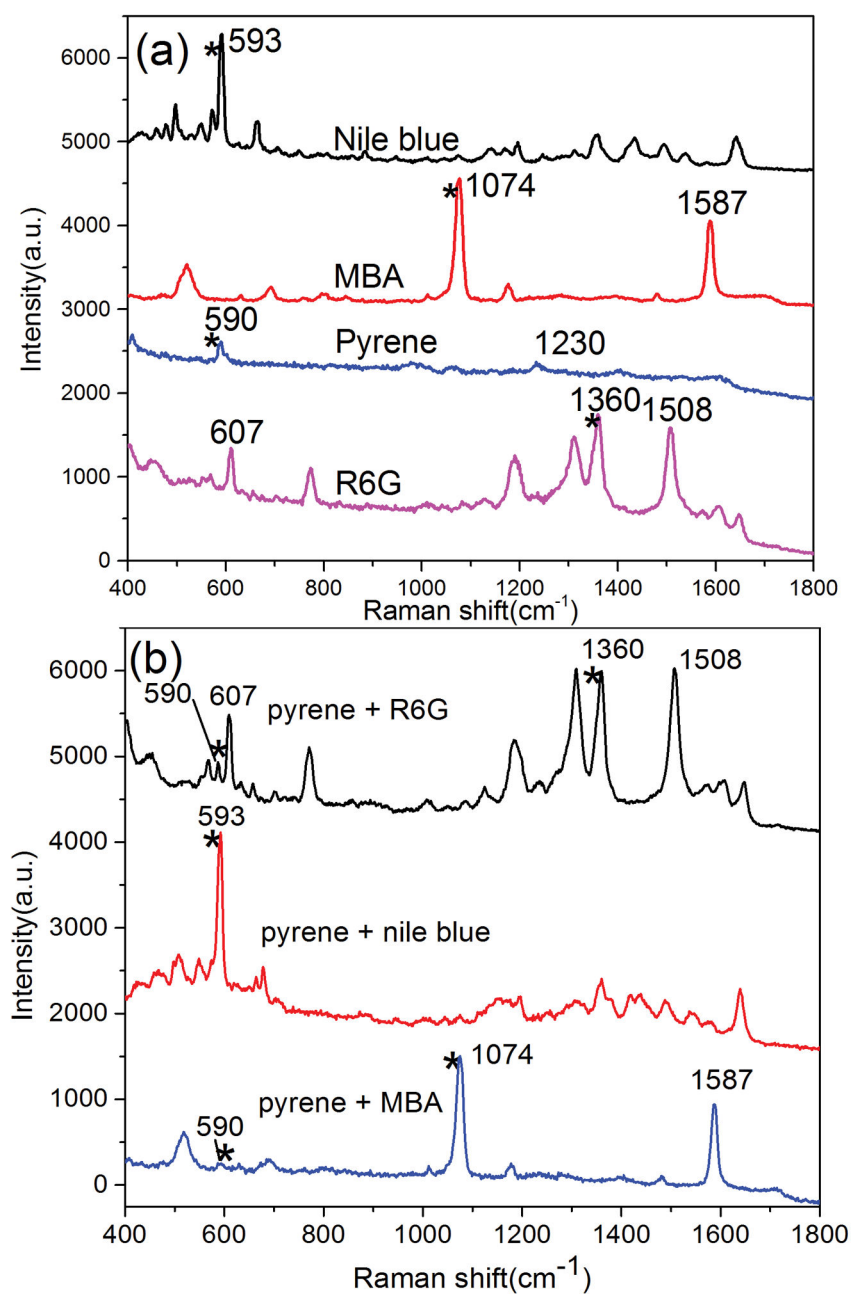 (a)
* 593
6000
Nile blue
5000
* 1074
1587
4000
MBA
3000
590
*
Pyrene
1230
2000
1360
*
1508
607
1000
R6G
0
Intensity(a.u.)
400 600 800 1000 1200 1400 1600 1800
Raman shift(cm-1)
(b)
6000
1360
*
1508
590
607
*
pyrene + R6G
5000
4000
593
*
3000
pyrene + nile blue
2000
* 1074
1587
1000
pyrene + MBA
590
*
0
Intensity(a.u.)
400 600 800 1000 1200 1400 1600 1800
Raman shift(cm-1)